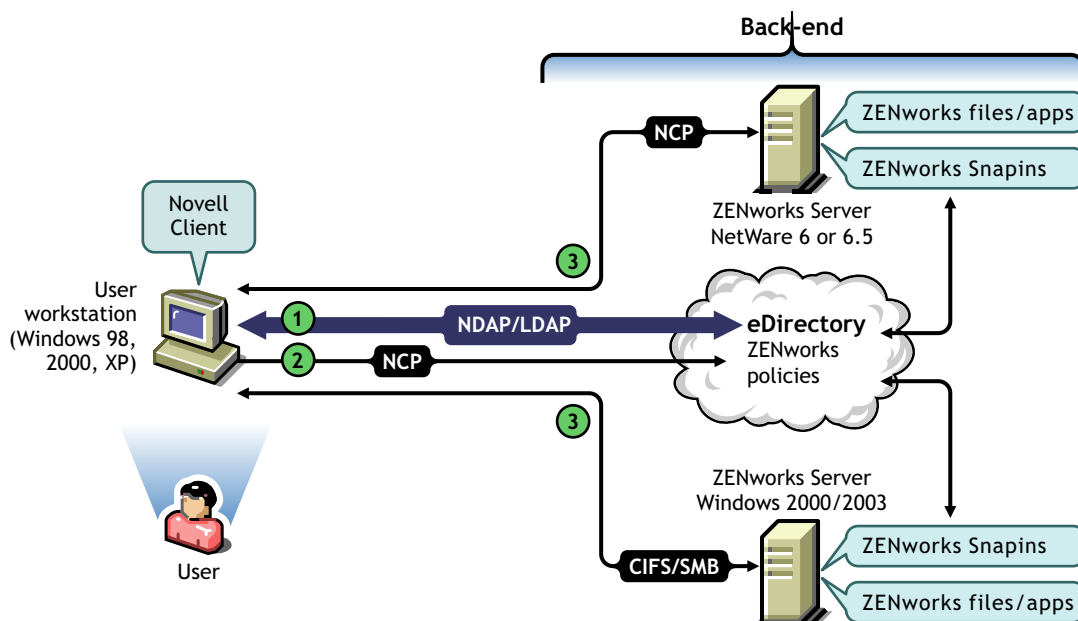 Back-end
ZENworks files/apps
NCP
ZENworks Snapins
Novell
Client
ZENworks Server
NetWare 6 or 6.5
3
User
workstation
(Windows 98,
2000, XP)
1
NDAP/LDAP
eDirectory
ZENworks
policies
2
NCP
3
ZENworks Server
Windows 2000/2003
User
CIFS/SMB
ZENworks Snapins
ZENworks files/apps